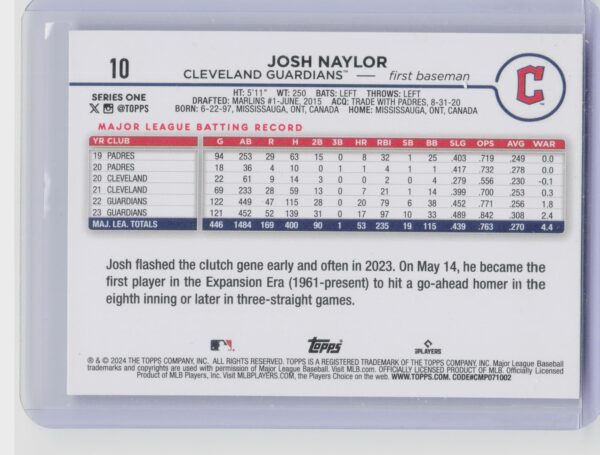 10
JOSH NAYLOR
CLEVELAND GUARDIANS™ — first baseman
C
SERIES ONE
X @TOPPS
HT: 5'11" WT: 250 BATS: LEFT THROWS: LEFT
DRAFTED: MARLINS #1-JUNE, 2015 ACQ: TRADE WITH PADRES, 8-31-20
BORN: 6-22-97, MISSISSAUGA, ONT, CANADA HOME: MISSISSAUGA, ONT, CANADA
MAJOR LEAGUE BATTING RECORD
YR CLUB G AB R H 2B 3B HR RBI SB BB SLG OPS AVG WAR
19 PADRES 94 253 29 63 15 0 8 32 1 25 .403 .719 .249 0.0
20 PADRES 18 36 4 10 0 1 1 4 1 1 .417 .732 .278 0.0
20 CLEVELAND 22 61 9 14 3 0 0 2 0 4 .279 .556 .230 -0.1
21 CLEVELAND 69 233 28 59 13 0 7 21 1 14 .399 .700 .253 0.3
22 GUARDIANS 122 449 47 115 28 0 20 79 6 38 .452 .771 .256 1.8
23 GUARDIANS 121 452 52 139 31 0 17 97 10 33 .489 .842 .308 2.4
MAJ. LEA. TOTALS 446 1484 169 400 90 1 53 235 19 115 .439 .763 .270 4.4
Josh flashed the clutch gene early and often in 2023. On May 14, he became the
first player in the Expansion Era (1961-present) to hit a go-ahead homer in the
eighth inning or later in three-straight games.
Topps
PLAYERS
® & © 2024 THE TOPPS COMPANY, INC. ALL RIGHTS RESERVED. TOPPS IS A REGISTERED TRADEMARK OF THE TOPPS COMPANY, INC. Major League Baseball
trademarks and copyrights are used with permission of Major League Baseball. Visit MLB.com. OFFICIALLY LICENSED PRODUCT OF MLB. Officially Licensed
Product of MLB Players, Inc. Visit MLBPLAYERS.COM, the Players Choice on the web. WWW.TOPPS.COM. CODE#CMP071002